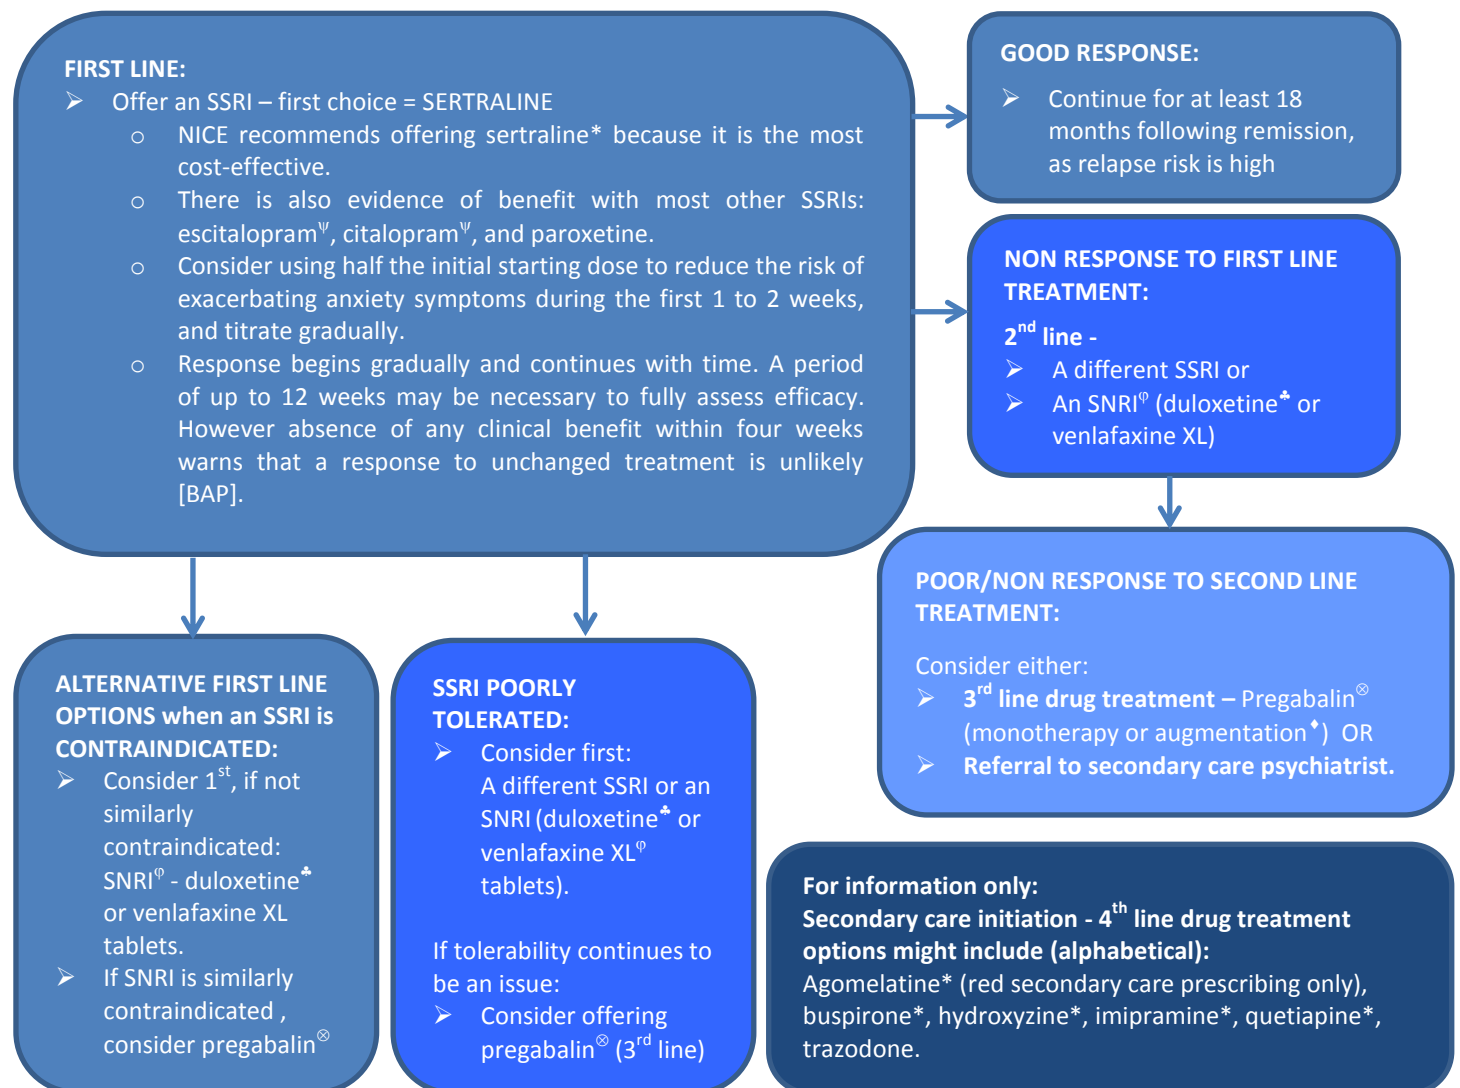 FIRST LINE:
➢ Offer an SSRI – first choice = SERTRALINE
o NICE recommends offering sertraline* because it is the most
cost-effective.
o There is also evidence of benefit with most other SSRIs:
escitalopramᴪ, citalopramᴪ, and paroxetine.
o Consider using half the initial starting dose to reduce the risk of
exacerbating anxiety symptoms during the first 1 to 2 weeks,
and titrate gradually.
o Response begins gradually and continues with time. A period
of up to 12 weeks may be necessary to fully assess efficacy.
However absence of any clinical benefit within four weeks
warns that a response to unchanged treatment is unlikely
[BAP].
GOOD RESPONSE:
➢ Continue for at least 18
months following remission,
as relapse risk is high
NON RESPONSE TO FIRST LINE
TREATMENT:
2nd line -
➢ A different SSRI or
➢ An SNRIᵠ (duloxetine♣ or
venlafaxine XL)
POOR/NON RESPONSE TO SECOND LINE
TREATMENT:
Consider either:
➢ 3rd line drug treatment – Pregabalin⊗
(monotherapy or augmentation♦) OR
➢ Referral to secondary care psychiatrist.
ALTERNATIVE FIRST LINE
OPTIONS when an SSRI is
CONTRAINDICATED:
➢ Consider 1st, if not
similarly
contraindicated:
SNRIᵠ - duloxetine♣
or venlafaxine XL
tablets.
➢ If SNRI is similarly
contraindicated ,
consider pregabalin⊗
SSRI POORLY
TOLERATED:
➢ Consider first:
A different SSRI or an
SNRI (duloxetine♣ or
venlafaxine XLᵠ
tablets).
If tolerability continues to
be an issue:
➢ Consider offering
pregabalin⊗ (3rd line)
For information only:
Secondary care initiation - 4th line drug treatment
options might include (alphabetical):
Agomelatine* (red secondary care prescribing only),
buspirone*, hydroxyzine*, imipramine*, quetiapine*,
trazodone.